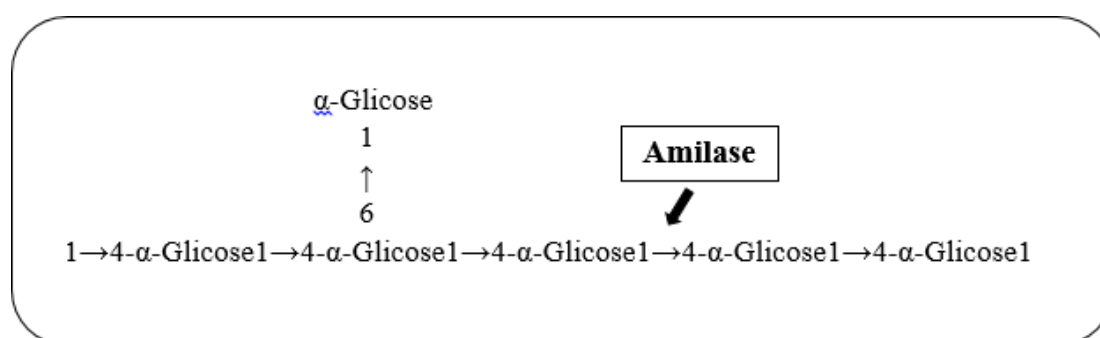 α-Glicose
1
Amilase
↑
6
1→4-α-Glicose1→4-α-Glicose1→4-α-Glicose1→4-α-Glicose1→4-α-Glicose1